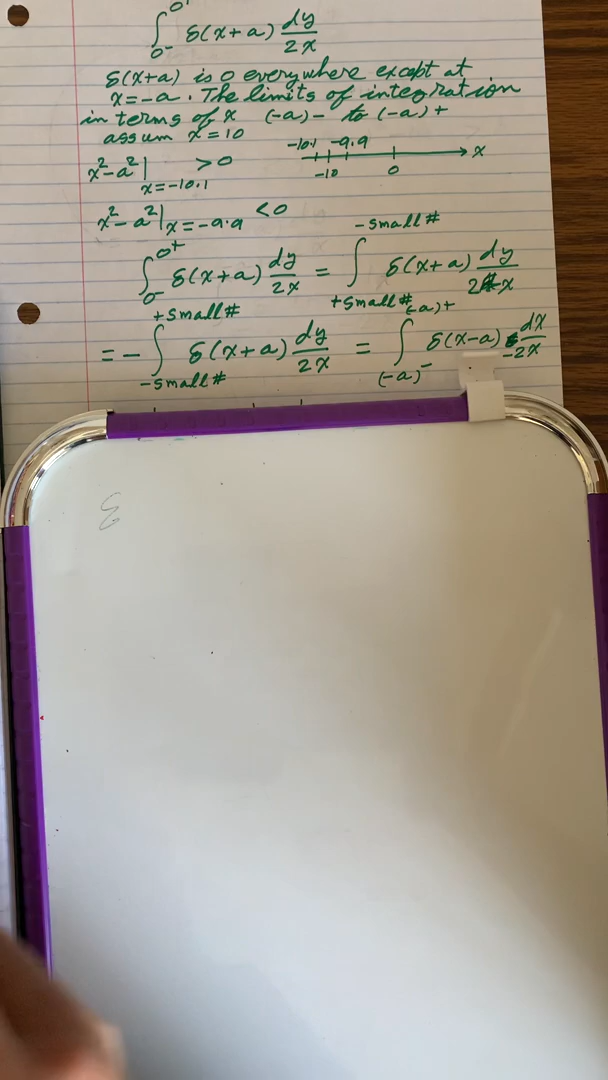 ∫_{0-}^{0+} δ(x+a) dy/2x
δ(x+a) is 0 everywhere except at
x=-a. The limits of integration
in terms of x (-a)- to (-a)+
assum x=10
x²-a²|_{x=-10.1} >0
-10.1 -9.9
-10 0 x
x²-a²|_{x=-9.9} <0
∫_{0-}^{0+} δ(x+a) dy/2x = ∫_{+small#}^{-small#} δ(x+a) dy/2x
= -∫_{-small#}^{+small#} δ(x+a) dy/2x = ∫_{(-a)-}^{(-a)+} δ(x-a) dx/-2x